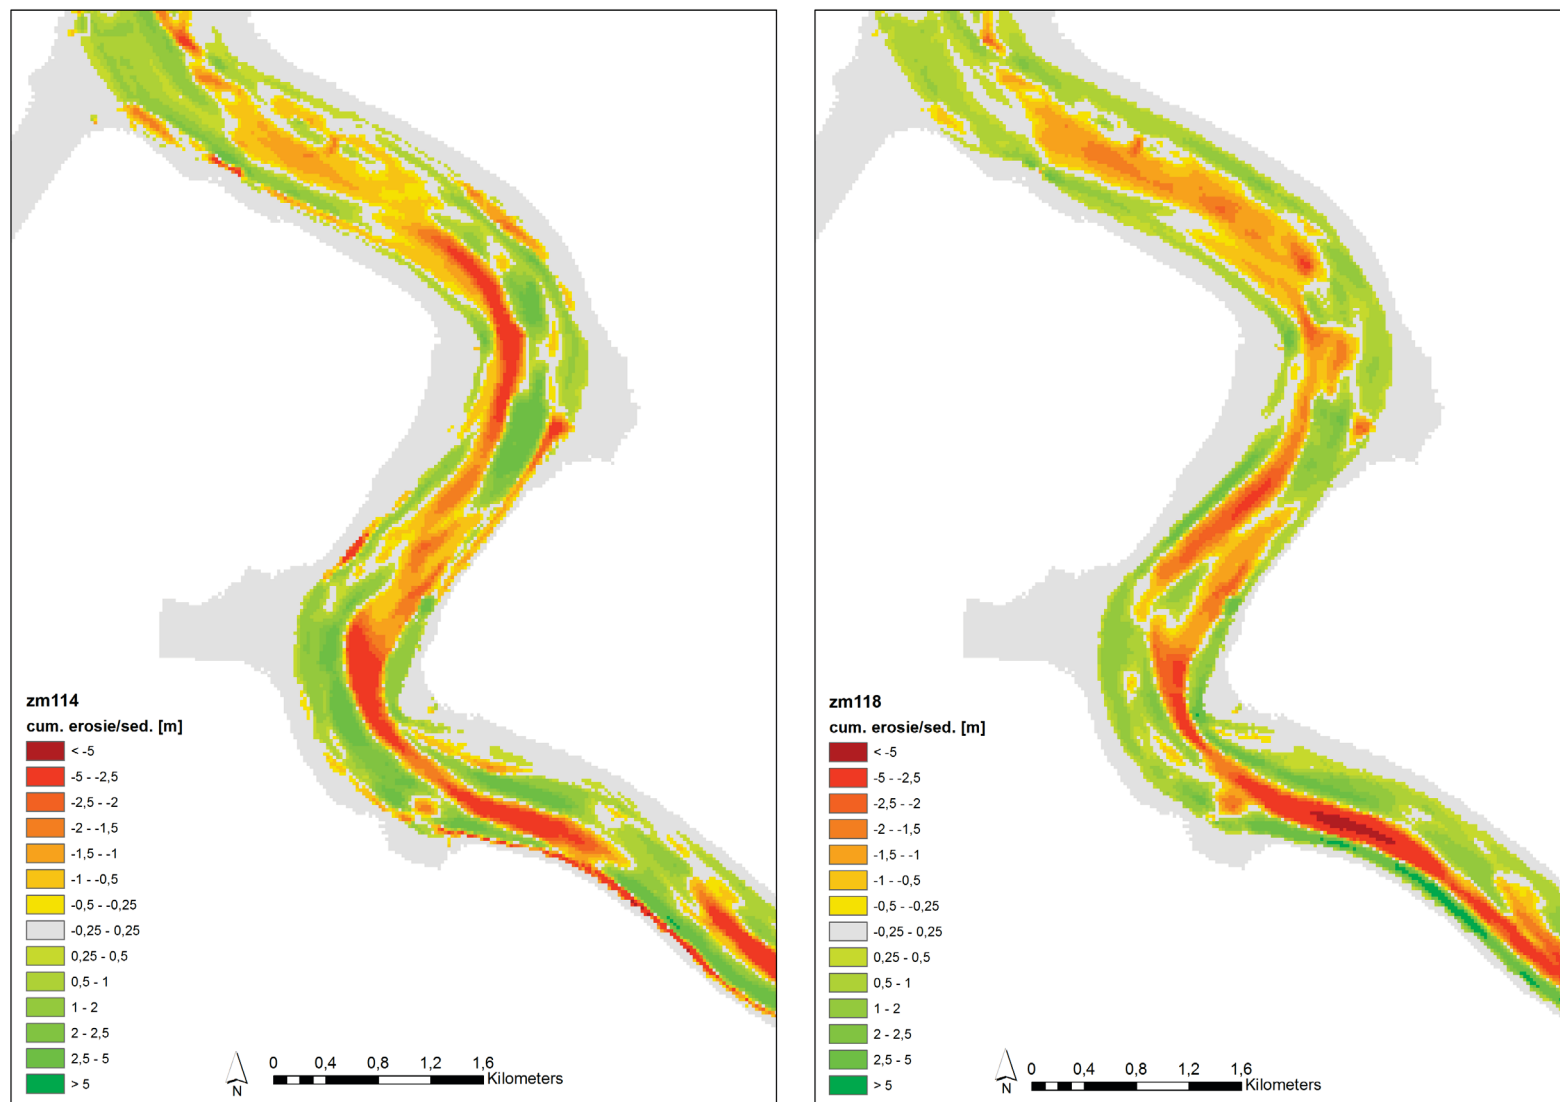 zm114
cum. erosie/sed. [m]
< -5
-5 - -2,5
-2,5 - -2
-2 - -1,5
-1,5 - -1
-1 - -0,5
-0,5 - -0,25
-0,25 - 0,25
0,25 - 0,5
0,5 - 1
1 - 2
2 - 2,5
2,5 - 5
> 5
N
0 0,4 0,8 1,2 1,6
Kilometers
zm118
cum. erosie/sed. [m]
< -5
-5 - -2,5
-2,5 - -2
-2 - -1,5
-1,5 - -1
-1 - -0,5
-0,5 - -0,25
-0,25 - 0,25
0,25 - 0,5
0,5 - 1
1 - 2
2 - 2,5
2,5 - 5
> 5
N
0 0,4 0,8 1,2 1,6
Kilometers